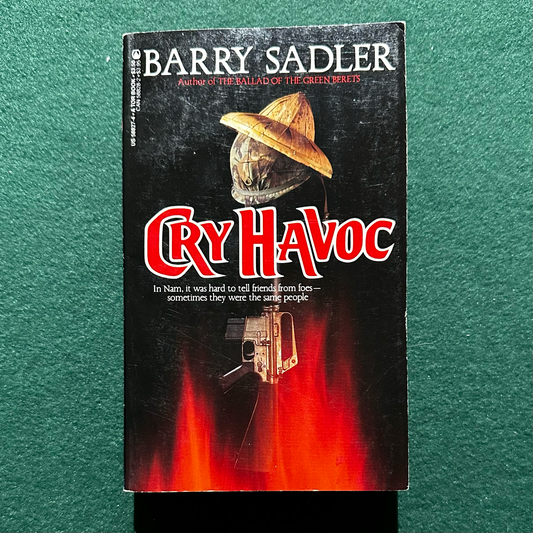 BARRY SADLER
Author of THE BALLAD OF THE GREEN BERETS
CRY HAVOC
In Nam, it was hard to tell friends from foes—
sometimes they were the same people